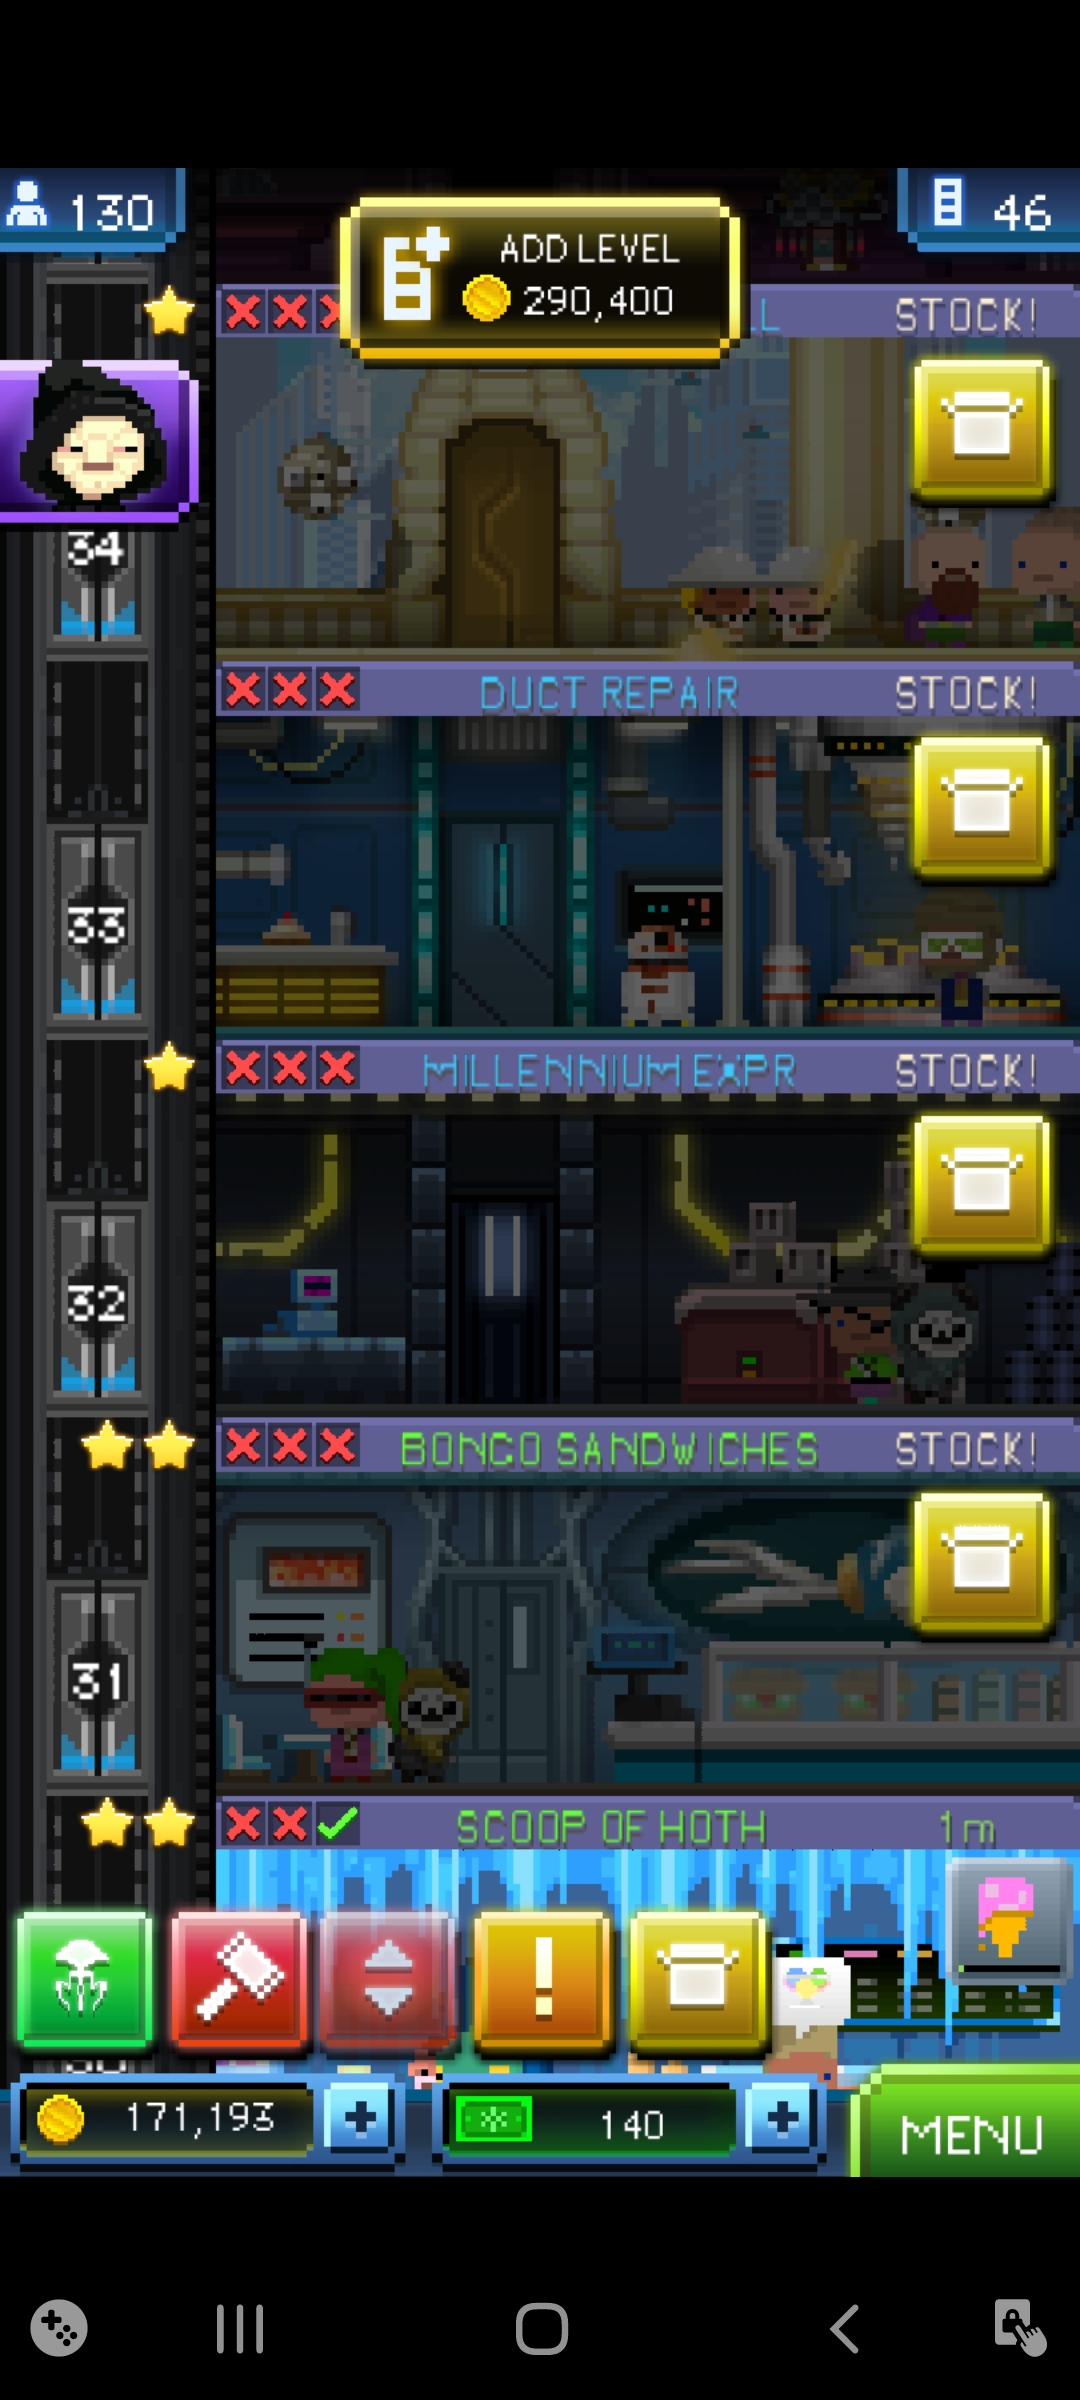 130
ADD LEVEL
290,400
46
STOCK!
34
DUCT REPAIR
STOCK!
33
MILLENNIUM EXPR
STOCK!
32
BONGO SANDWICHES
STOCK!
31
SCOOP OF HOTH
1m
171,193
140
MENU